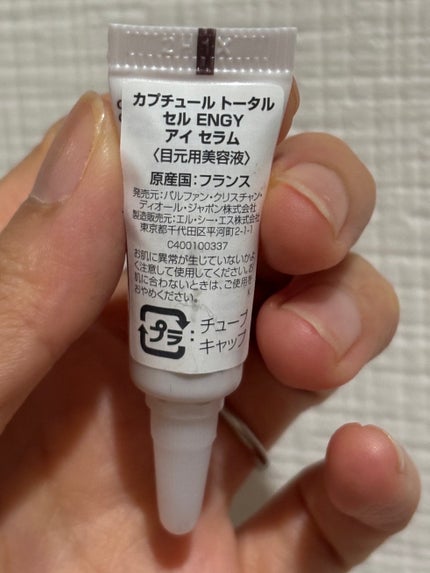 カプチュール トータル
セル ENGY
アイ セラム
〈目元用美容液〉
原産国:フランス
発売元:パルファン・クリスチャン・
ディオール・ジャポン株式会社
製造販売元:エル・シー・エス株式会社
東京都千代田区平河町2-1-1
C400100337
お肌に異常が生じていないかよ
く注意して使用してください。お
肌に合わないときは、ご使用を
おやめください。
K
プラ
:チューブ
キャップ